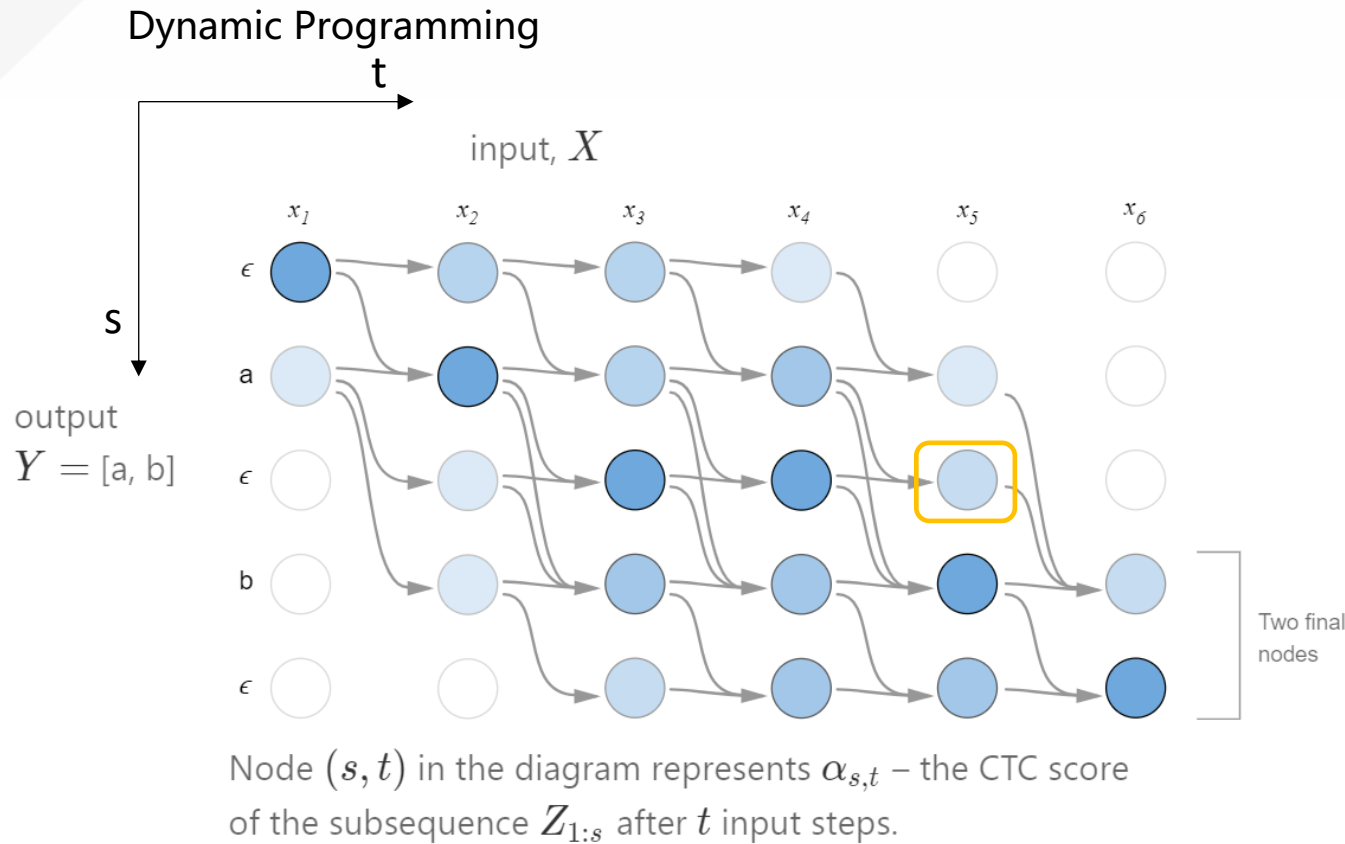 Dynamic Programming
t
input, X
x₁ x₂ x₃ x₄ x₅ x₆
ϵ
s
a
output
Y = [a, b]
ϵ
b
Two final
nodes
ϵ
Node (s, t) in the diagram represents αₛ,ₜ – the CTC score
of the subsequence Z₁:ₛ after t input steps.